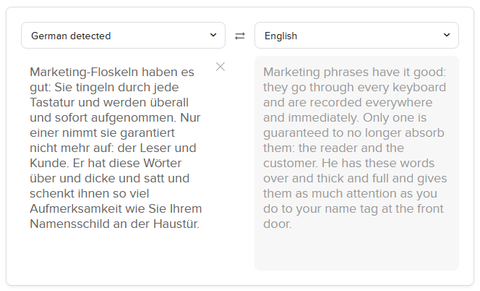 German detected
English
Marketing-Floskeln haben es
gut: Sie tingeln durch jede
Tastatur und werden überall
und sofort aufgenommen. Nur
einer nimmt sie garantiert
nicht mehr auf: der Leser und
Kunde. Er hat diese Wörter
über und dicke und satt und
schenkt ihnen so viel
Aufmerksamkeit wie Sie Ihrem
Namensschild an der Haustür.
Marketing phrases have it good:
they go through every keyboard
and are recorded everywhere
and immediately. Only one is
guaranteed to no longer absorb
them: the reader and the
customer. He has these words
over and thick and full and gives
them as much attention as you
do to your name tag at the front
door.